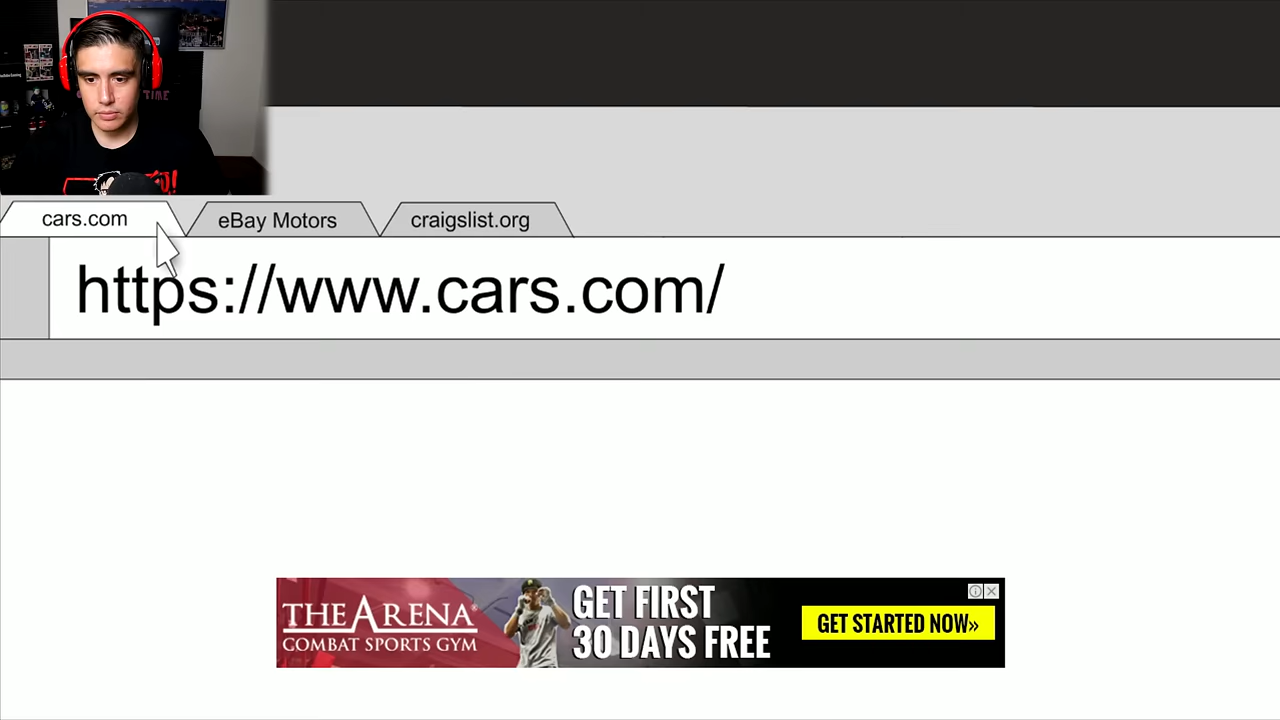 TIME
O!
cars.com
eBay Motors
craigslist.org
https://www.cars.com/
THE ARENA®
COMBAT SPORTS GYM
GET FIRST
30 DAYS FREE
GET STARTED NOW»